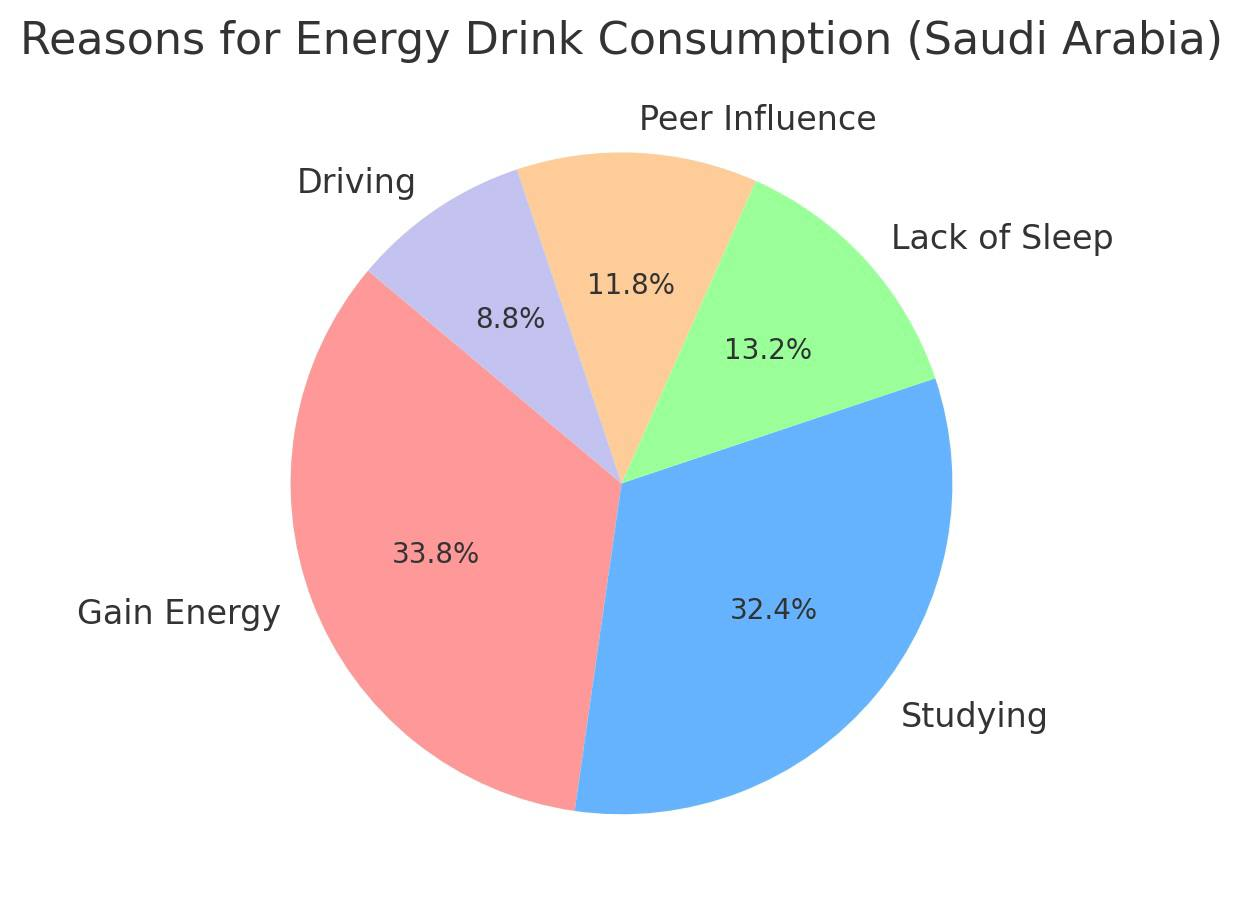 Reasons for Energy Drink Consumption (Saudi Arabia)
Peer Influence
Driving
Lack of Sleep
11.8%
8.8%
13.2%
33.8%
Gain Energy
32.4%
Studying